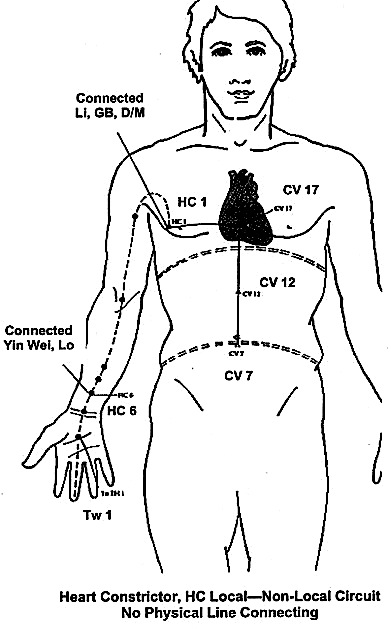 Connected
Li, GB, D/M
HC 1
CV 17
HC 1
CV 17
CV 12
CV 12
Connected
Yin Wei, Lo
CV 7
CV 7
HC 6
HC 6
Tw 1
Heart Constrictor, HC Local—Non-Local Circuit
No Physical Line Connecting